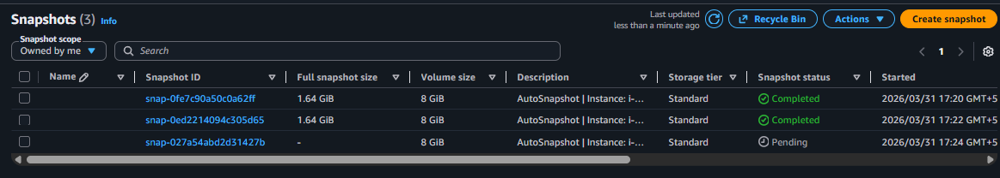 Snapshots (3) Info
Last updated
less than a minute ago
Recycle Bin
Actions
Create snapshot
Snapshot scope
Owned by me
Search
1
Name Snapshot ID Full snapshot size Volume size Description Storage tier Snapshot status Started
snap-0fe7c90a50c0a62ff 1.64 GiB 8 GiB AutoSnapshot | Instance: i-... Standard Completed 2026/03/31 17:20 GMT+5
snap-0ed2214094c305d65 1.64 GiB 8 GiB AutoSnapshot | Instance: i-... Standard Completed 2026/03/31 17:22 GMT+5
snap-027a54abd2d31427b - 8 GiB AutoSnapshot | Instance: i-... Standard Pending 2026/03/31 17:24 GMT+5